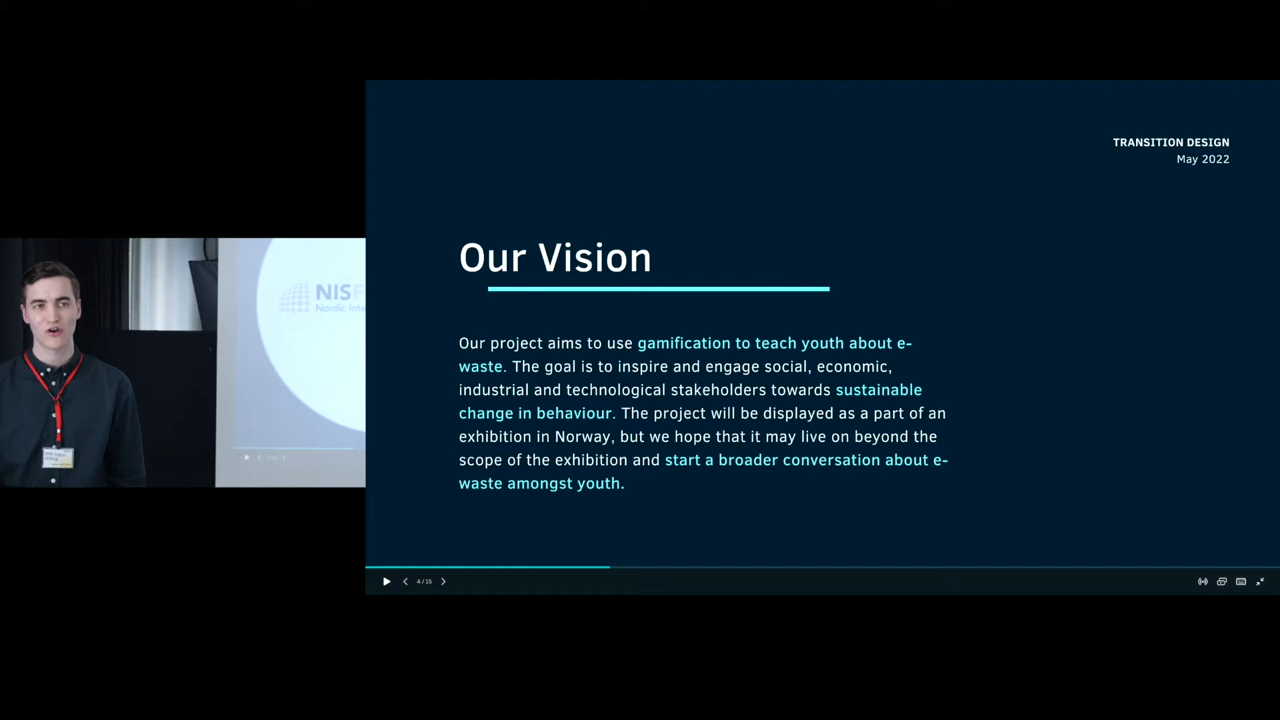 TRANSITION DESIGN
May 2022
Our Vision
Our project aims to use gamification to teach youth about e-
waste. The goal is to inspire and engage social, economic,
industrial and technological stakeholders towards sustainable
change in behaviour. The project will be displayed as a part of an
exhibition in Norway, but we hope that it may live on beyond the
scope of the exhibition and start a broader conversation about e-
waste amongst youth.
4 / 15
NISF
Nordic Inte